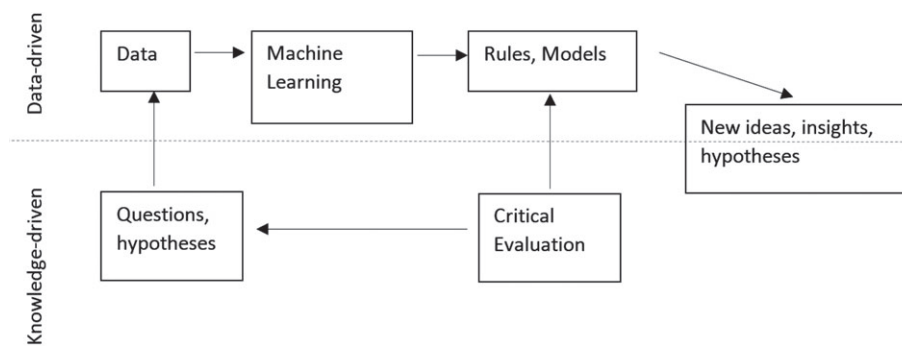 Data-driven
Data
Machine
Learning
Rules, Models
New ideas, insights,
hypotheses
Knowledge-driven
Questions,
hypotheses
Critical
Evaluation